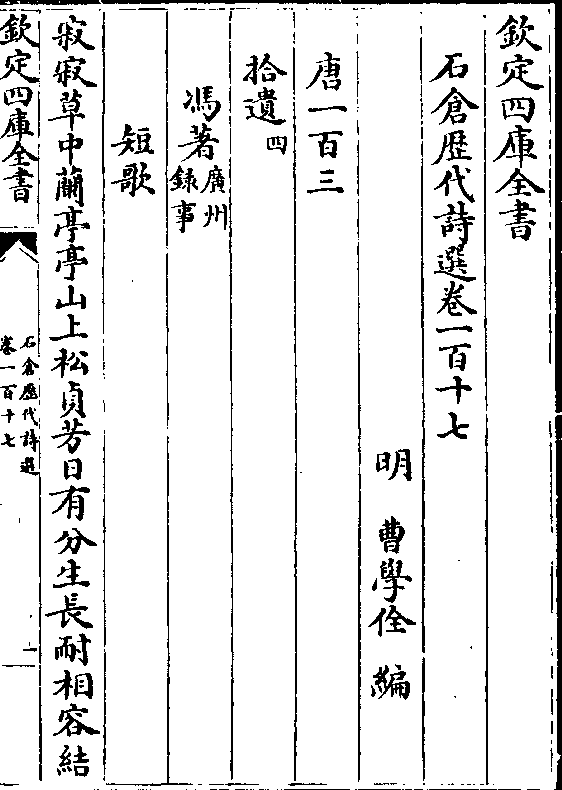 欽定四庫全書
石倉歴代詩選卷一百十七
明 曹學佺 編
唐一百三
拾遺四
馮著廣州錄事
短歌
寂寂草中蘭亭亭山上松貞芳日有分生長耐相容結
欽定四庫全書
石倉歴代詩選
卷一百十七
一